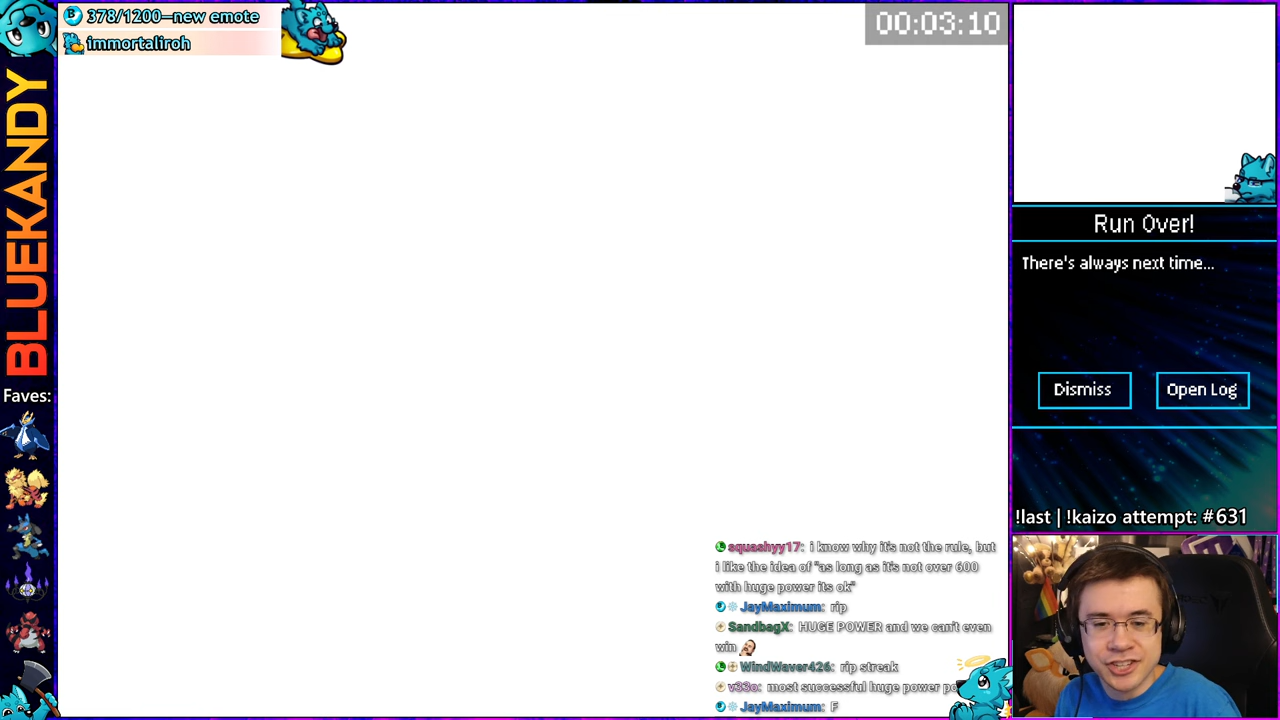 378/1200—new emote
immortaliroh
00:03:10
BLUEKANDY
Faves:
Run Over!
There's always next time...
Dismiss
Open Log
!last | !kaizo attempt: #631
squashyy17: i know why it's not the rule, but
i like the idea of "as long as it's not over 600
with huge power its ok"
JayMaximum: rip
SandbagX: HUGE POWER and we can't even
win
WindWaver426: rip streak
v33o: most successful huge power
JayMaximum: F